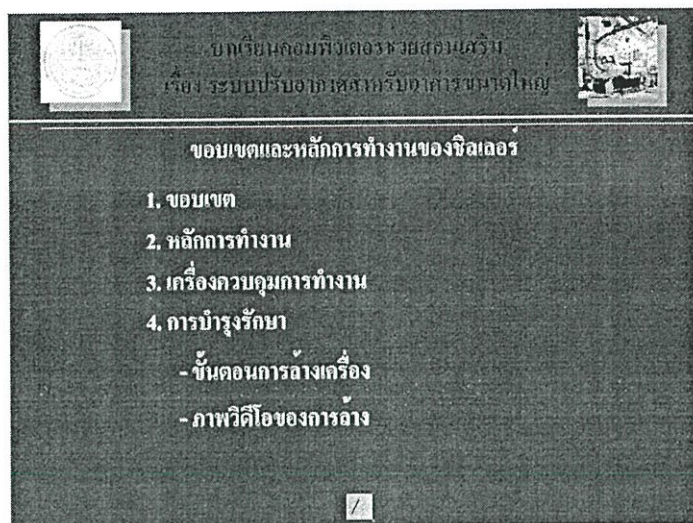 บทเรียนคอมพิวเตอร์ช่วยสอนเสริม
เรื่อง ระบบปรับอากาศสำหรับอาคารขนาดใหญ่
ขอบเขตและหลักการทำงานของชิลเลอร์
1. ขอบเขต
2. หลักการทำงาน
3. เครื่องควบคุมการทำงาน
4. การบำรุงรักษา
- ขั้นตอนการล้างเครื่อง
- ภาพวิดีโอของการล้าง